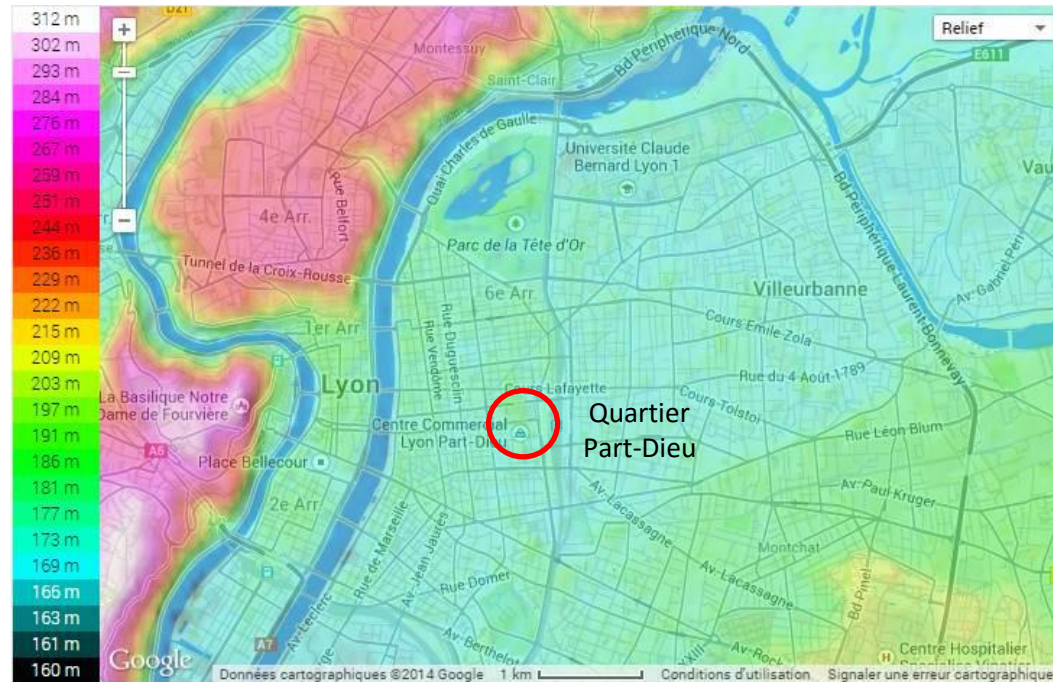 312 m
302 m
293 m
284 m
276 m
267 m
259 m
251 m
244 m
236 m
229 m
222 m
215 m
209 m
203 m
197 m
191 m
186 m
181 m
177 m
173 m
169 m
166 m
163 m
161 m
160 m
+
−
D21
Relief
Montessuy
Saint-Clair
Bd Périphérique Nord
E611
Quai Charles de Gaulle
Université Claude
Bernard Lyon 1
4e Arr.
Rue Belfort
Parc de la Tête d'Or
Bd Périphérique Laurent Bonnevay
Av-Gabriel-Péri
Tunnel de la Croix-Rousse
6e Arr.
Villeurbanne
1er Arr
Rue Vendôme
Rue Duguesclin
Cours Emile-Zola
Lyon
Cours Lafayette
Rue du 4 Août-1789
La Basilique Notre
Dame de Fourvière
Cours-Tolstoï
Centre Commercial
Lyon Part-Dieu
Quartier
Part-Dieu
Rue Léon Blum
A6
Place Bellecour
2e Arr.
Av-Lacassagne
Av-Paul Kruger
Rue de Marseille
Av-Jean Jaurès
Montchat
Rue Domer
Av-Lacassagne
Bd Pinel
Av-Leclerc
A7
Av-Berthelot
Av-Roc
Centre Hospitalier
Google
Données cartographiques ©2014 Google
1 km
Conditions d'utilisation
Signaler une erreur cartographique